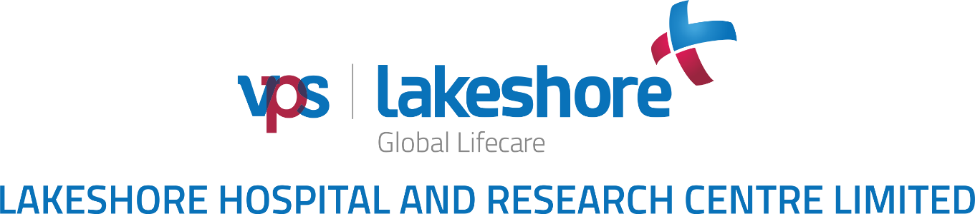 vps lakeshore
Global Lifecare
LAKESHORE HOSPITAL AND RESEARCH CENTRE LIMITED